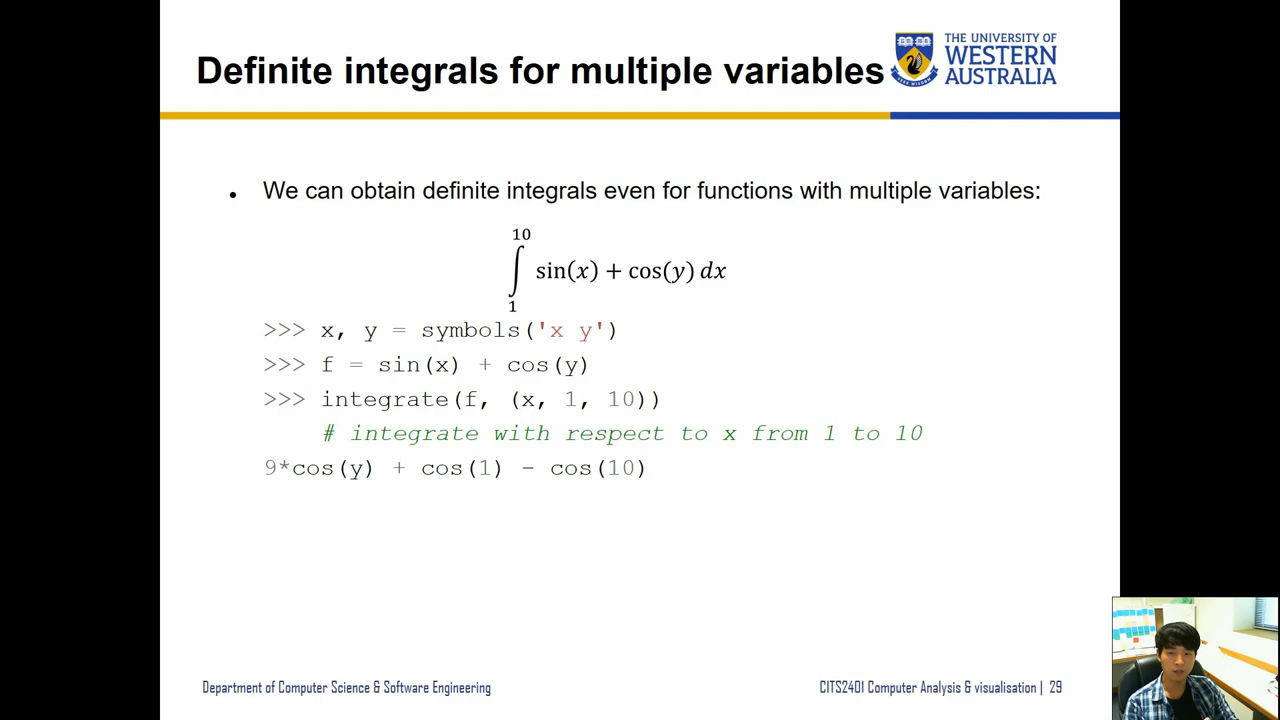 Definite integrals for multiple variables
THE UNIVERSITY OF
WESTERN
AUSTRALIA
• We can obtain definite integrals even for functions with multiple variables:
10
∫ sin(x) + cos(y) dx
1
>>> x, y = symbols('x y')
>>> f = sin(x) + cos(y)
>>> integrate(f, (x, 1, 10))
# integrate with respect to x from 1 to 10
9*cos(y) + cos(1) - cos(10)
Department of Computer Science & Software Engineering
CITS2401 Computer Analysis & visualisation | 29